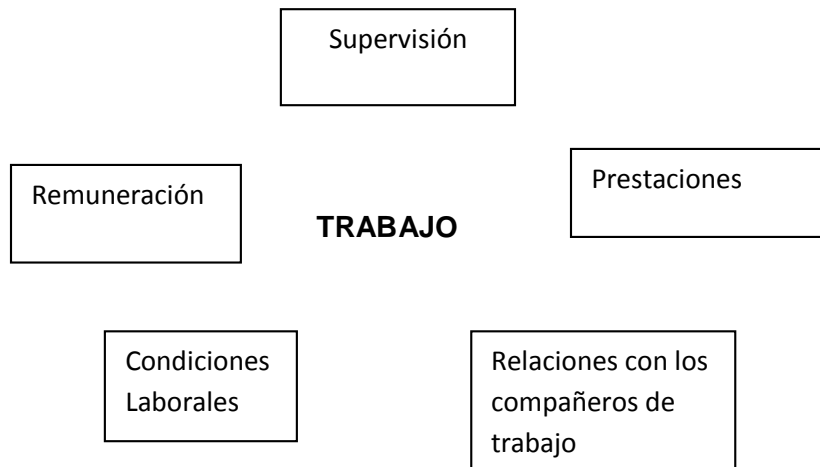 Supervisión
Remuneración
Prestaciones
TRABAJO
Condiciones
Laborales
Relaciones con los
compañeros de
trabajo